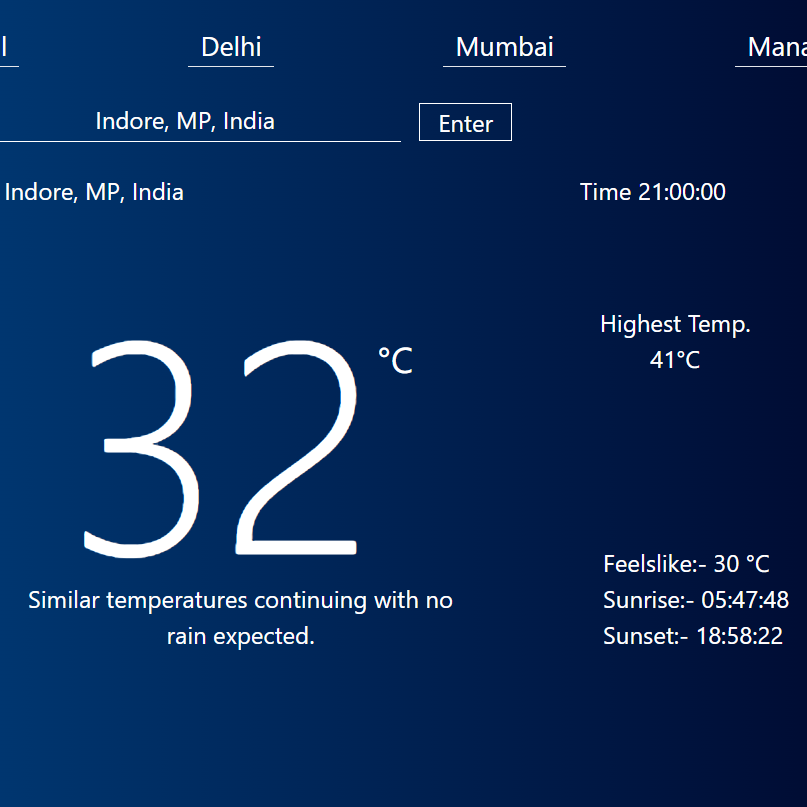 l Delhi Mumbai Mana
Indore, MP, India Enter
Indore, MP, India Time 21:00:00
Highest Temp.
41°C
32 °C
Similar temperatures continuing with no
rain expected.
Feelslike:- 30 °C
Sunrise:- 05:47:48
Sunset:- 18:58:22